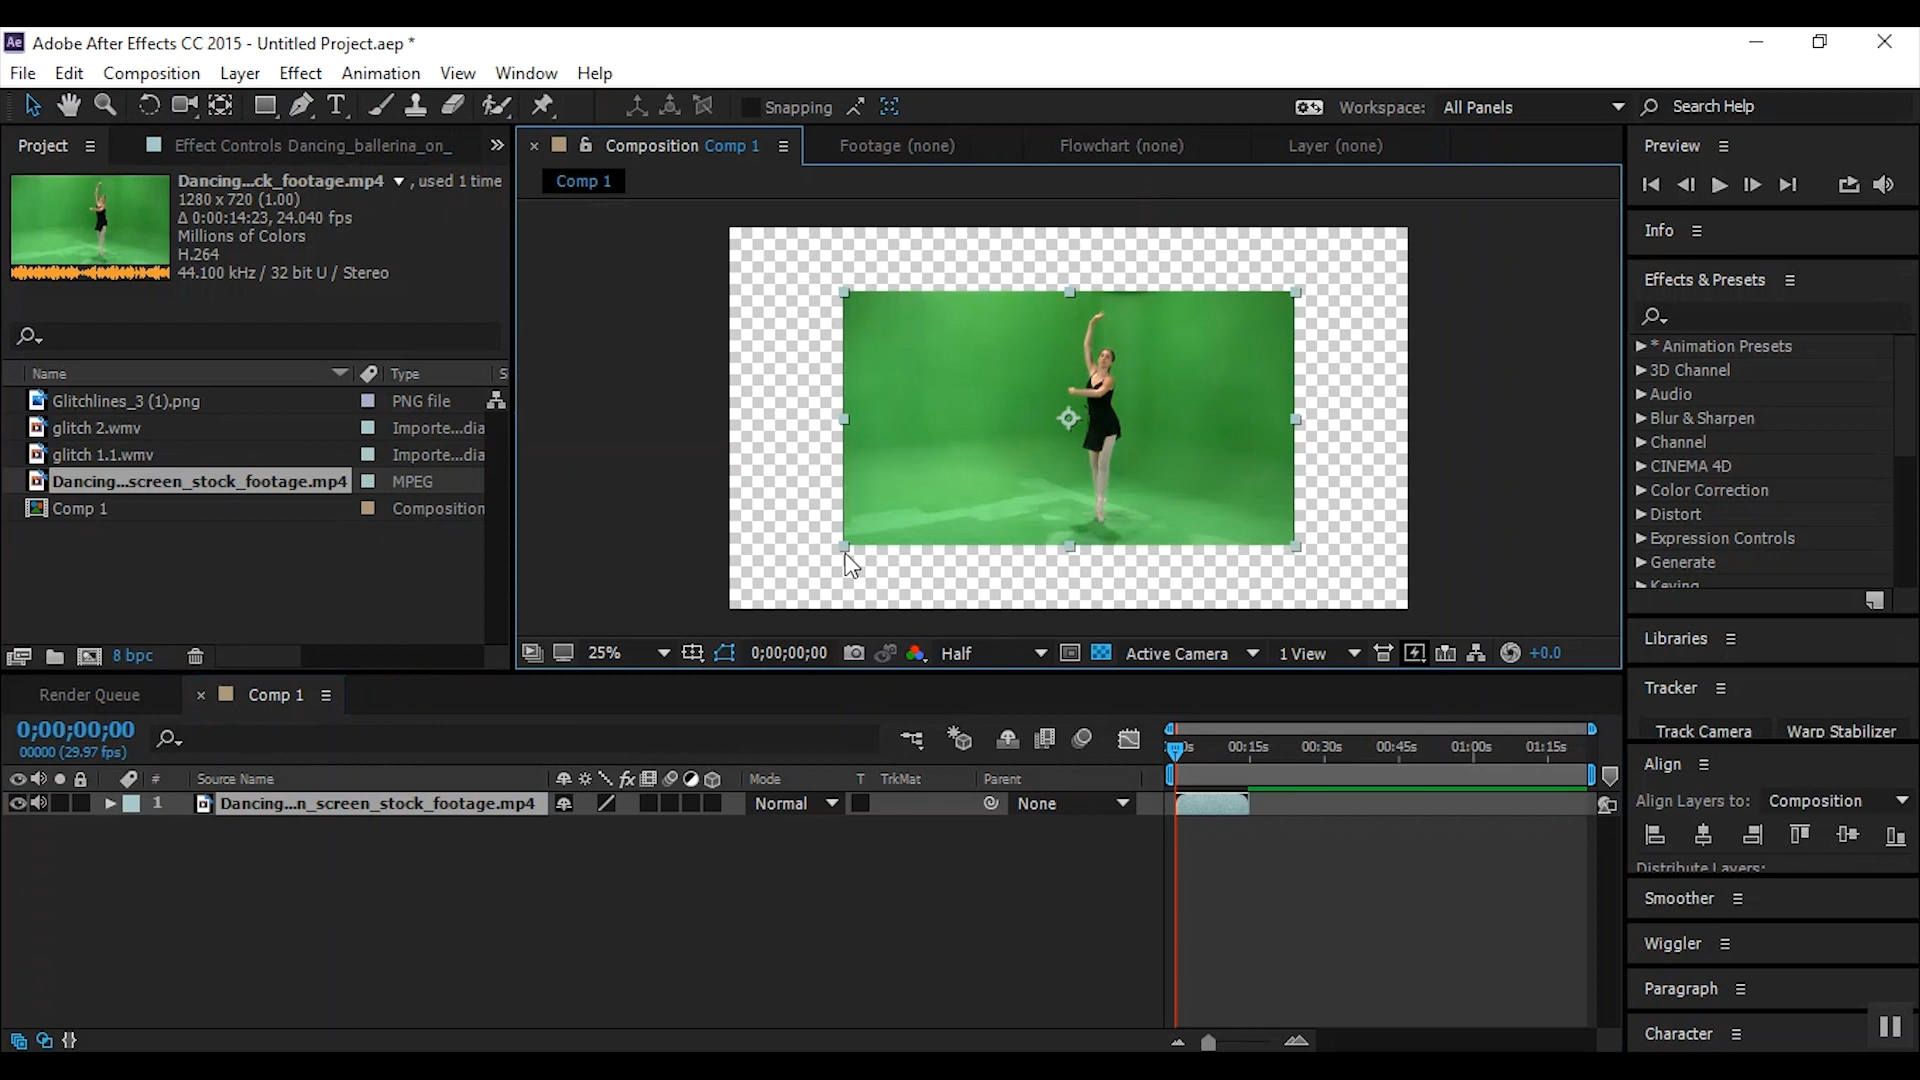 Ae Adobe After Effects CC 2015 - Untitled Project.aep *
File Edit Composition Layer Effect Animation View Window Help
T Snapping Workspace: All Panels Search Help
Project Effect Controls Dancing_ballerina_on_ »
Dancing...ck_footage.mp4 , used 1 time
1280 x 720 (1.00)
Δ 0:00:14:23, 24.040 fps
Millions of Colors
H.264
44.100 kHz / 32 bit U / Stereo
Name Type S
Glitchlines_3 (1).png PNG file
glitch 2.wmv Importe...dia
glitch 1.1.wmv Importe...dia
Dancing...screen_stock_footage.mp4 MPEG
Comp 1 Composition
8 bpc
× Composition Comp 1 Footage (none) Flowchart (none) Layer (none)
Comp 1
25% 0;00;00;00 Half Active Camera 1 View +0.0
Preview
Info
Effects & Presets
* Animation Presets
3D Channel
Audio
Blur & Sharpen
Channel
CINEMA 4D
Color Correction
Distort
Expression Controls
Generate
Keying
Libraries
Tracker
Track Camera Warp Stabilizer
Align
Align Layers to: Composition
Distribute Layers:
Smoother
Wiggler
Paragraph
Character
Render Queue × Comp 1
0;00;00;00
00000 (29.97 fps)
00:15s 00:30s 00:45s 01:00s 01:15s
# Source Name fx Mode T TrkMat Parent
1 Dancing...n_screen_stock_footage.mp4 Normal None